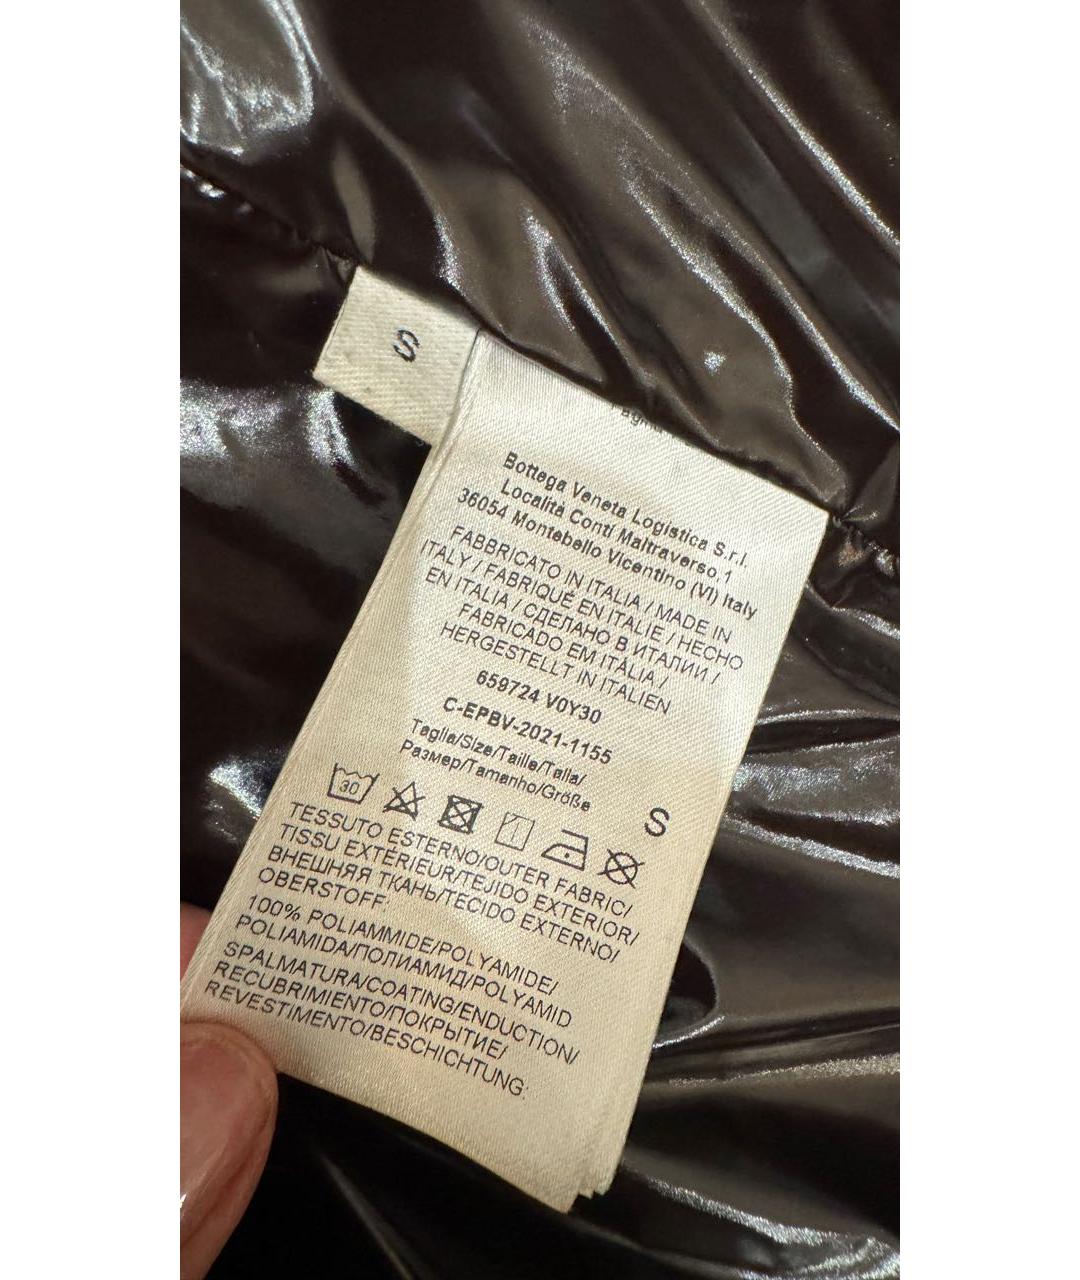 S
Bottega Veneta Logistica S.r.l.
Località Conti Maltraverso,1
36054 Montebello Vicentino (VI) Italy
FABBRICATO IN ITALIA / MADE IN
ITALY / FABRIQUÉ EN ITALIE / HECHO
EN ITALIA / СДЕЛАНО В ИТАЛИИ /
FABRICADO EM ITÁLIA /
HERGESTELLT IN ITALIEN
659724 V0Y30
C-EPBV-2021-1155
Taglia/Size/Taille/Talla/
Размер/Tamanho/Größe
S
30
TESSUTO ESTERNO/OUTER FABRIC/
TISSU EXTÉRIEUR/TEJIDO EXTERIOR/
ВНЕШНЯЯ ТКАНЬ/TECIDO EXTERNO/
OBERSTOFF:
100% POLIAMMIDE/POLYAMIDE/
POLIAMIDA/ПОЛИАМИД/POLYAMID
SPALMATURA/COATING/ENDUCTION/
RECUBRIMIENTO/ПОКРЫТИЕ/
REVESTIMENTO/BESCHICHTUNG: